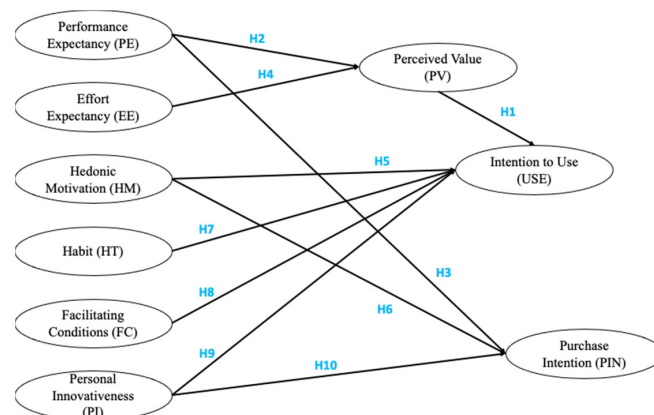 Performance
Expectancy (PE)
H2
Perceived Value
(PV)
H4
Effort
Expectancy (EE)
H1
Hedonic
Motivation (HM)
H5
Intention to Use
(USE)
H7
Habit (HT)
H3
H8
H6
Facilitating
Conditions (FC)
H9
Purchase
Intention (PIN)
H10
Personal
Innovativeness
(PI)